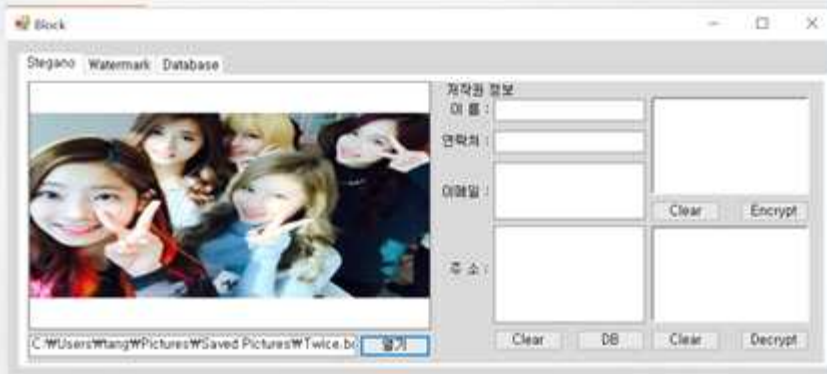 Block
Stegano Watermark Database
저작권 정보
이 름 :
연락처 :
이메일 :
주 소 :
Clear Encrypt
C:₩Users₩tang₩Pictures₩Saved Pictures₩Twice.b
열기
Clear DB Clear Decrypt